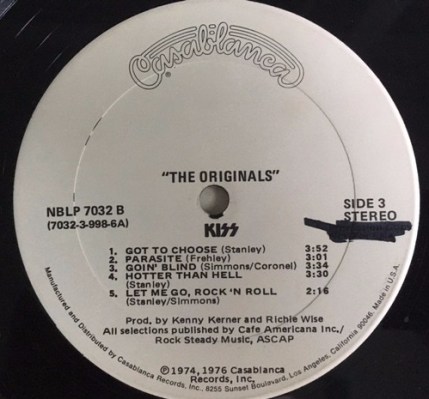 Casablanca
®
"THE ORIGINALS"
NBLP 7032 B
(7032-3-998-6A)
KISS
SIDE 3
STEREO
1. GOT TO CHOOSE (Stanley) 3:52
2. PARASITE (Frehley) 3:01
3. GOIN' BLIND (Simmons/Coronel) 3:34
4. HOTTER THAN HELL 3:30
(Stanley)
5. LET ME GO, ROCK 'N ROLL 2:16
(Stanley/Simmons)
Prod. by Kenny Kerner and Richie Wise
All selections published by Cafe Americana Inc./
Rock Steady Music, ASCAP
℗1974, 1976 Casablanca
Records, Inc.
Manufactured and Distributed by Casablanca Records, Inc., 8255 Sunset Boulevard, Los Angeles, California 90046. Made in U.S.A.